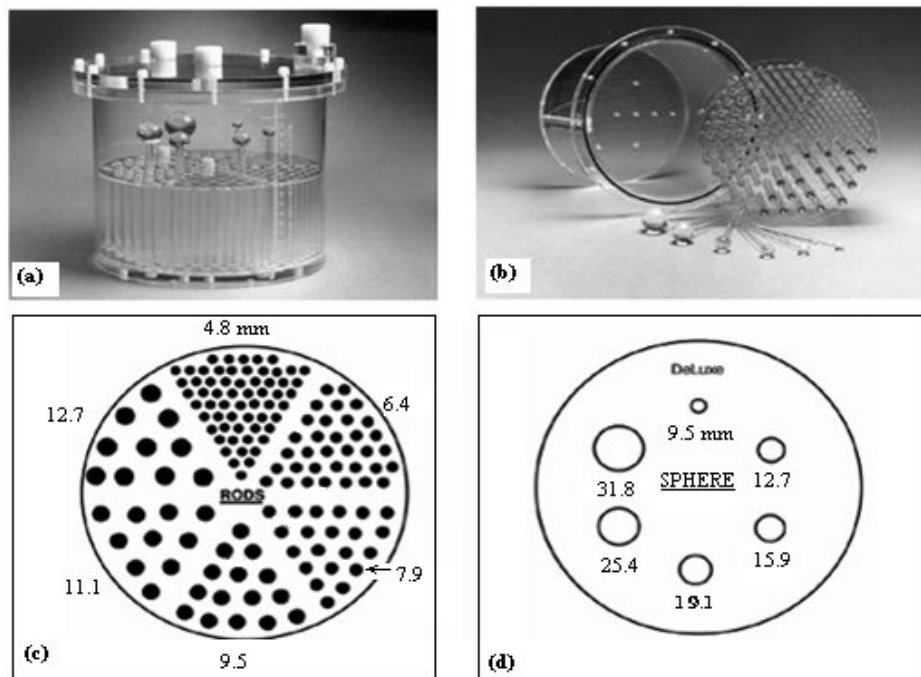 (a)
(b)
4.8 mm
12.7
6.4
RODS
11.1
7.9
9.5
(c)
DeLuxe
9.5 mm
31.8
SPHERE
12.7
25.4
15.9
19.1
(d)